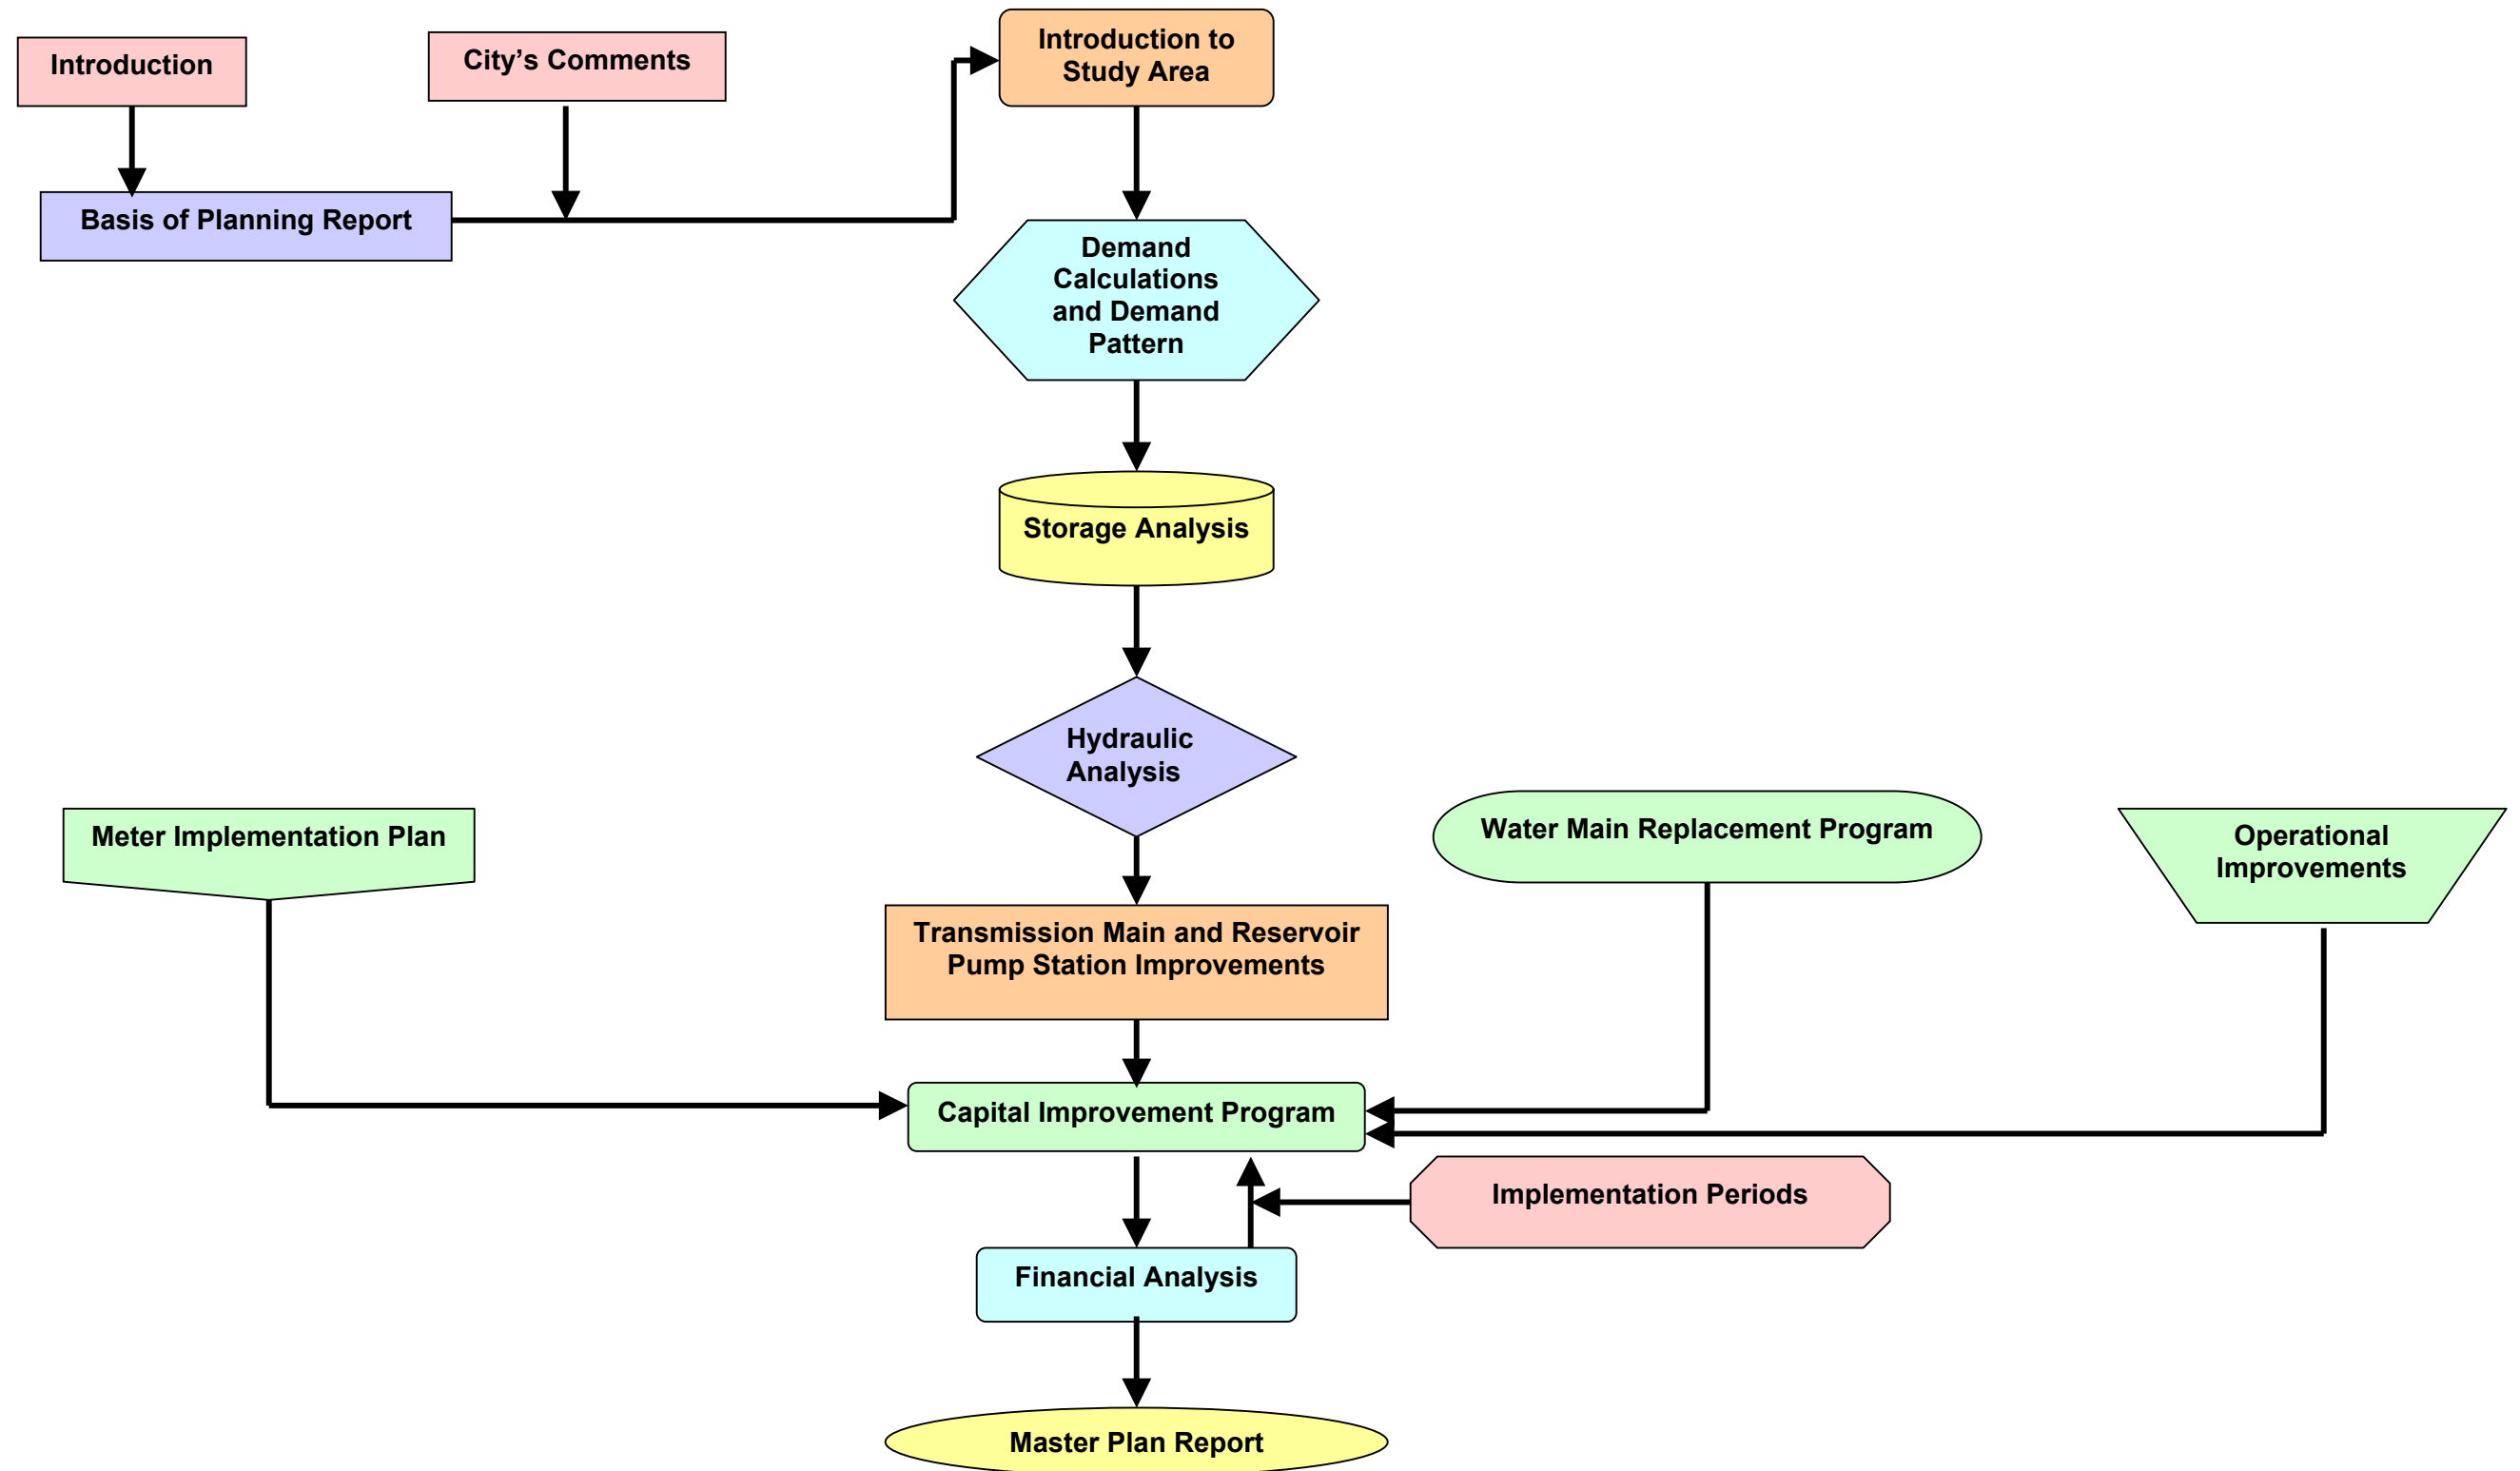 Introduction
City’s Comments
Introduction to
Study Area
Basis of Planning Report
Demand
Calculations
and Demand
Pattern
Storage Analysis
Hydraulic
Analysis
Meter Implementation Plan
Water Main Replacement Program
Operational
Improvements
Transmission Main and Reservoir
Pump Station Improvements
Capital Improvement Program
Implementation Periods
Financial Analysis
Master Plan Report